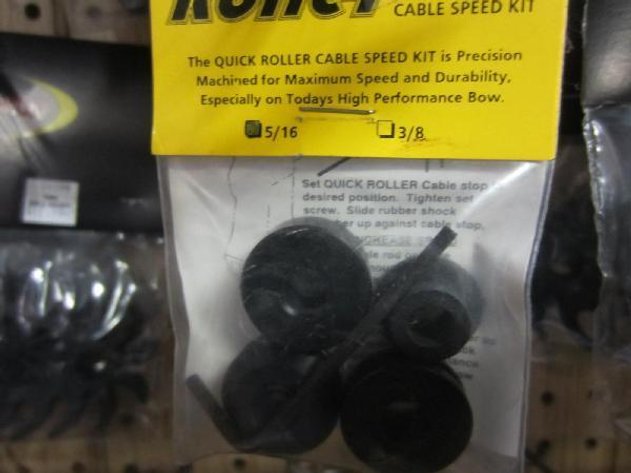 Roller
CABLE SPEED KIT
The QUICK ROLLER CABLE SPEED KIT is Precision
Machined for Maximum Speed and Durability,
Especially on Todays High Performance Bow.
5/16 3/8
Set QUICK ROLLER Cable stop
desired position. Tighten set
screw. Slide rubber shock
er up against cable stop.